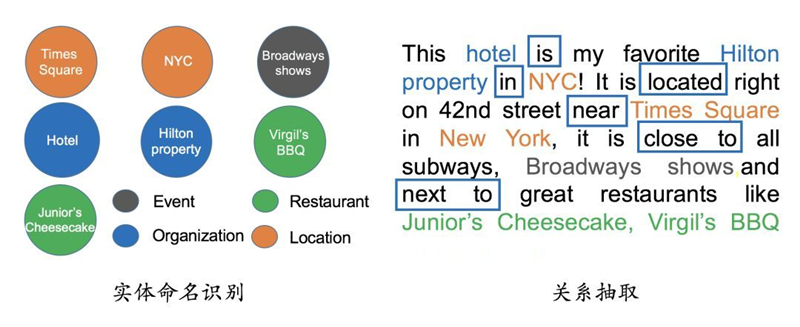 Times
Square
NYC
Broadways
shows
Hotel
Hilton
property
Virgil's
BBQ
Junior's
Cheesecake
Event
Restaurant
Organization
Location
实体命名识别
This hotel is my favorite Hilton
property in NYC! It is located right
on 42nd street near Times Square
in New York, it is close to all
subways, Broadways shows,and
next to great restaurants like
Junior's Cheesecake, Virgil's BBQ
关系抽取